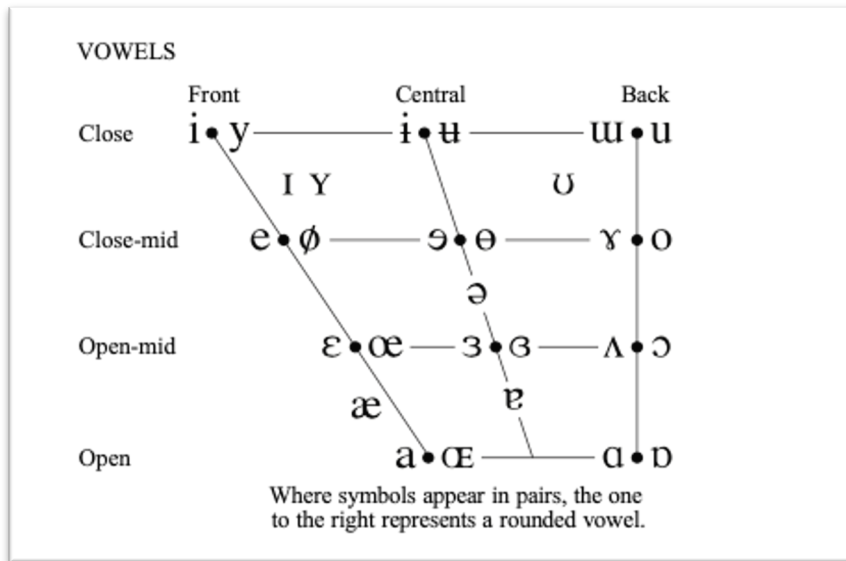 VOWELS
Front Central Back
Close i y ɨ ʉ ɯ u
ɪ ʏ ʊ
Close-mid e ø ɘ ɵ ɤ o
ə
Open-mid ɛ œ ɜ ɞ ʌ ɔ
æ ɐ
Open a ɶ ɑ ɒ
Where symbols appear in pairs, the one
to the right represents a rounded vowel.